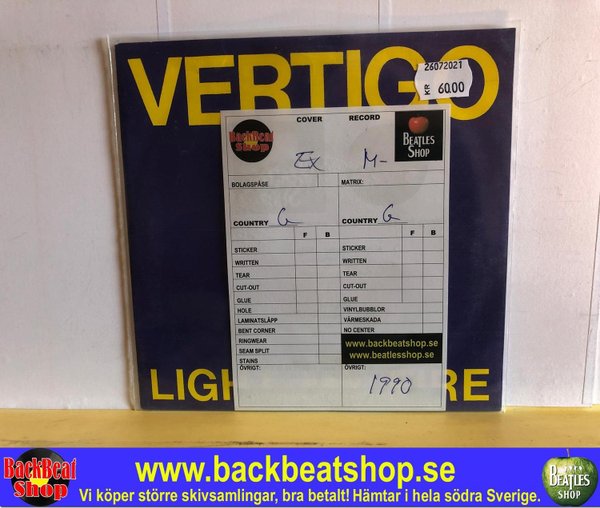 VERTIGO
26072021
KR 60.00
COVER RECORD
BackBeat Shop
BEATLES SHOP
Ex M-
BOLAGSPÅSE MATRIX:
COUNTRY G COUNTRY G
F B F B
STICKER STICKER
WRITTEN WRITTEN
TEAR TEAR
CUT-OUT CUT-OUT
GLUE GLUE
HOLE VINYLBUBBLOR
LAMINATSLÄPP VÄRMESKADA
BENT CORNER NO CENTER
RINGWEAR
SEAM SPLIT
STAINS
www.backbeatshop.se
www.beatlesshop.se
ÖVRIGT: ÖVRIGT:
1990
LIGH RE
BackBeat Shop
www.backbeatshop.se
Vi köper större skivsamlingar, bra betalt! Hämtar i hela södra Sverige.
BEATLES SHOP